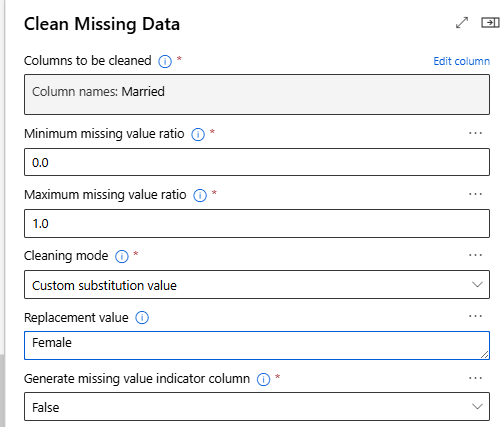 Clean Missing Data
Columns to be cleaned * Edit column
Column names: Married
Minimum missing value ratio * ...
0.0
Maximum missing value ratio * ...
1.0
Cleaning mode * ...
Custom substitution value
Replacement value ...
Female
Generate missing value indicator column * ...
False